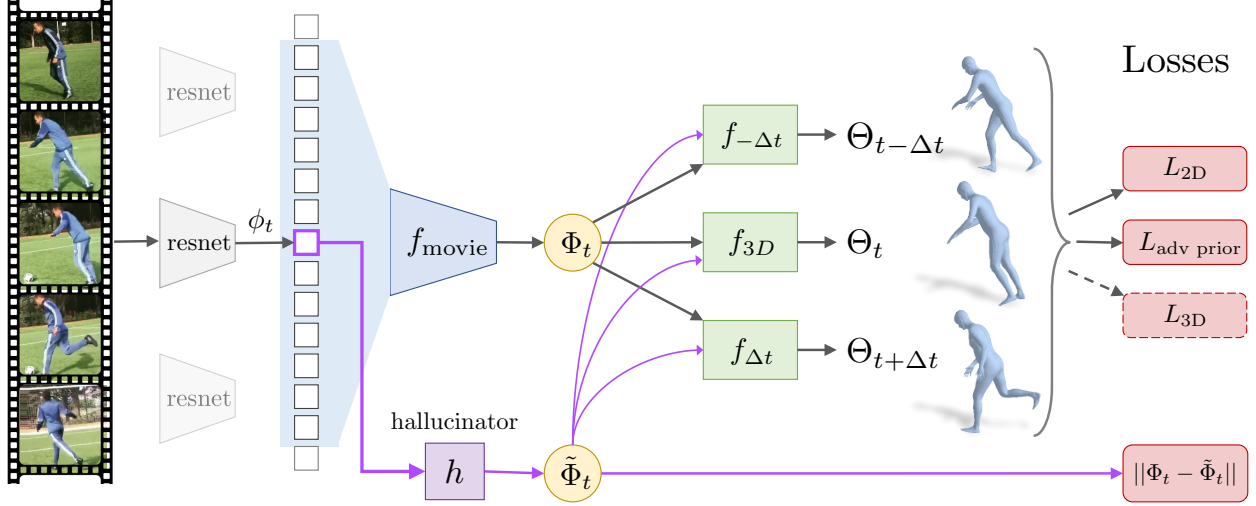 Losses
resnet
resnet
resnet
ϕ_t
f_movie
Φ_t
f_{-Δt}
f_{3D}
f_{Δt}
Θ_{t-Δt}
Θ_t
Θ_{t+Δt}
L_{2D}
L_{adv prior}
L_{3D}
hallucinator
h
Φ̃_t
||Φ_t - Φ̃_t||